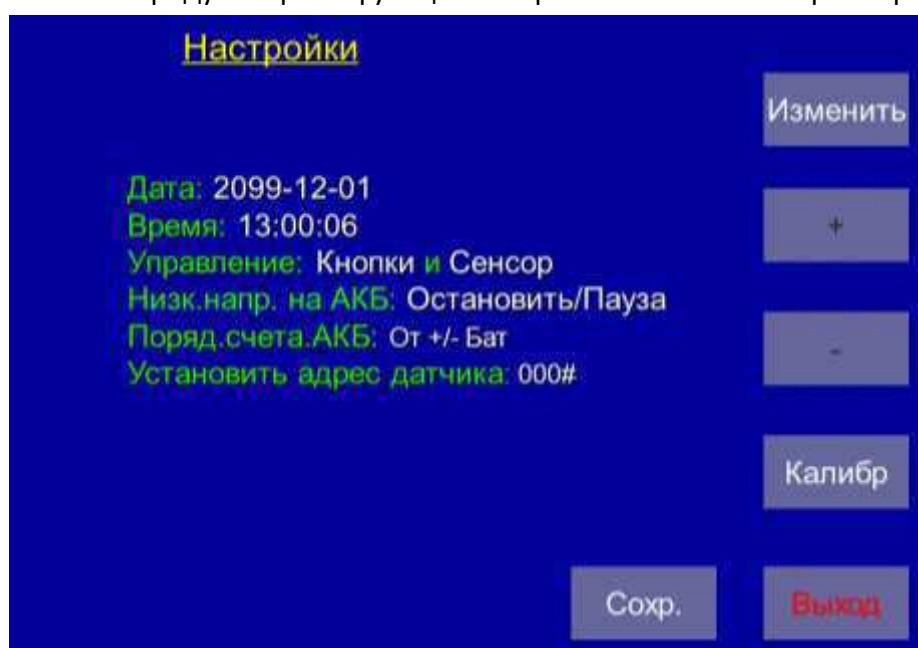 Настройки
Изменить
Дата: 2099-12-01
Время: 13:00:06
+
Управление: Кнопки и Сенсор
Низк.напр. на АКБ: Остановить/Пауза
Поряд.счета.АКБ: От +/- Бат
-
Установить адрес датчика: 000#
Калибр
Сохр.
Выход